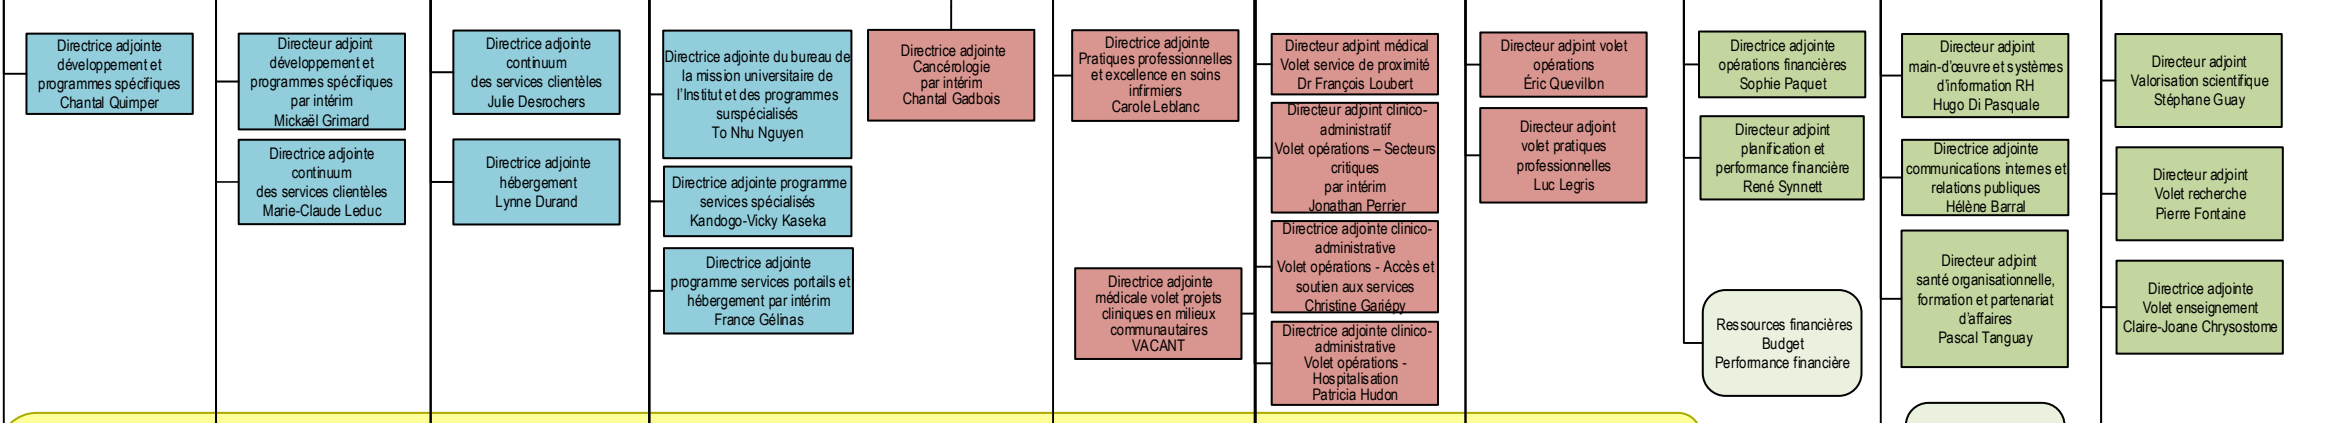 Directrice adjointe
développement et
programmes spécifiques
Chantal Quimper
Directeur adjoint
développement et
programmes spécifiques
par intérim
Mickaël Grimard
Directrice adjointe
continuum
des services clientèles
Marie-Claude Leduc
Directrice adjointe
continuum
des services clientèles
Julie Desrochers
Directrice adjointe
hébergement
Lynne Durand
Directrice adjointe du bureau de
la mission universitaire de
l'Institut et des programmes
surspécialisés
To Nhu Nguyen
Directrice adjointe programme
services spécialisés
Kandogo-Vicky Kaseka
Directrice adjointe
programme services portails et
hébergement par intérim
France Gélinas
Directrice adjointe
Cancérologie
par intérim
Chantal Gadbois
Directrice adjointe
Pratiques professionnelles
et excellence en soins
infirmiers
Carole Leblanc
Directrice adjointe
médicale volet projets
cliniques en milieux
communautaires
VACANT
Directeur adjoint médical
Volet service de proximité
Dr François Loubert
Directeur adjoint clinico-
administratif
Volet opérations – Secteurs
critiques
par intérim
Jonathan Perrier
Directrice adjointe clinico-
administrative
Volet opérations - Accès et
soutien aux services
Christine Gariépy
Directrice adjointe clinico-
administrative
Volet opérations -
Hospitalisation
Patricia Hudon
Directeur adjoint volet
opérations
Éric Quevillon
Directeur adjoint
volet pratiques
professionnelles
Luc Legris
Directrice adjointe
opérations financières
Sophie Paquet
Directeur adjoint
planification et
performance financière
René Synnett
Ressources financières
Budget
Performance financière
Directeur adjoint
main-d'œuvre et systèmes
d'information RH
Hugo Di Pasquale
Directrice adjointe
communications internes et
relations publiques
Hélène Barral
Directeur adjoint
santé organisationnelle,
formation et partenariat
d'affaires
Pascal Tanguay
Directeur adjoint
Valorisation scientifique
Stéphane Guay
Directeur adjoint
Volet recherche
Pierre Fontaine
Directrice adjointe
Volet enseignement
Claire-Joane Chrysostome